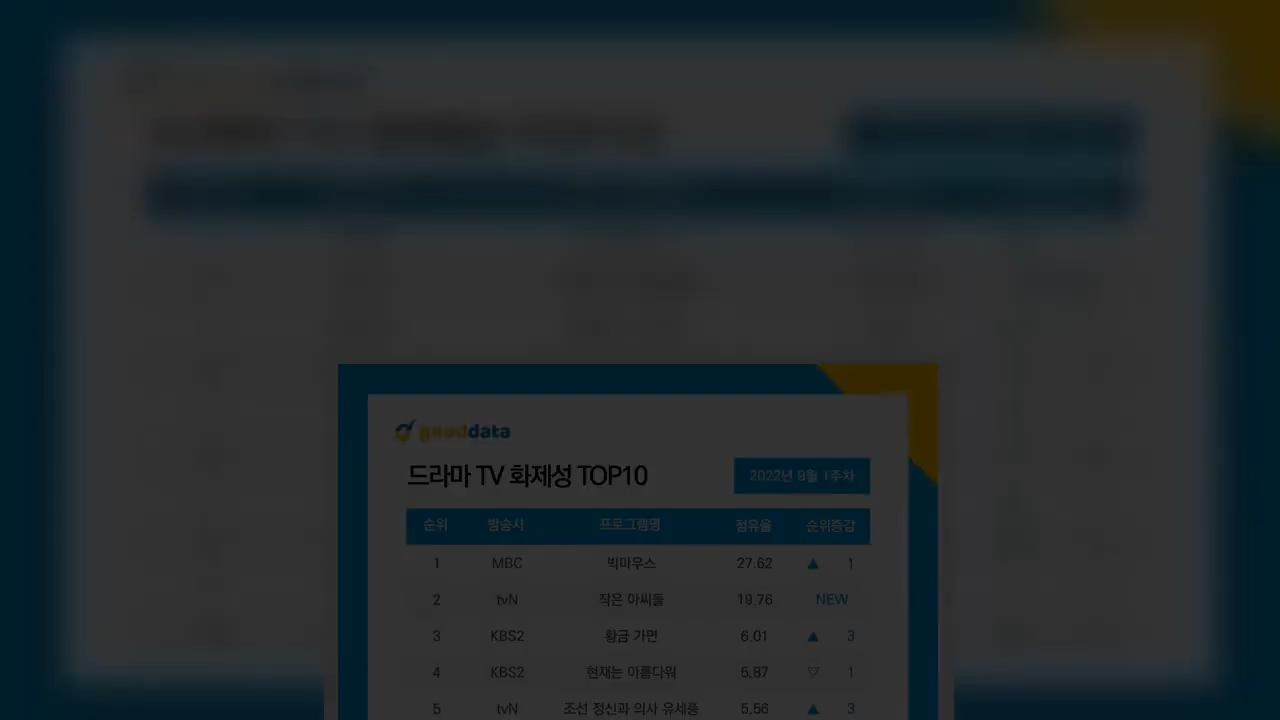 gooddata
드라마 TV 화제성 TOP10
2022년 9월 1주차
순위 방송사 프로그램명 점유율 순위증감
1 MBC 빅마우스 27.62 ▲ 1
2 tvN 작은 아씨들 19.76 NEW
3 KBS2 황금 가면 6.01 ▲ 3
4 KBS2 현재는 아름다워 5.87 ▽ 1
5 tvN 조선 정신과 의사 유세풍 5.56 ▲ 3